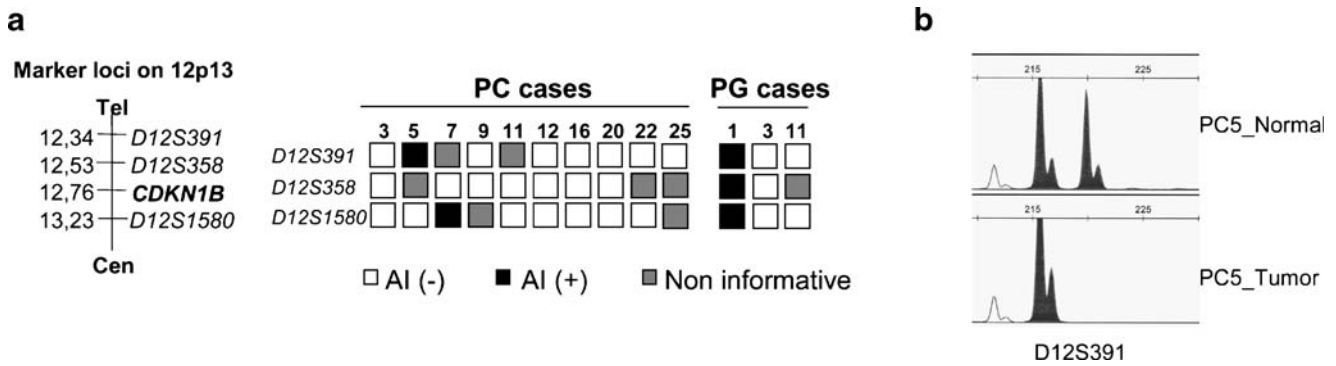 a
Marker loci on 12p13
Tel
12,34 D12S391
12,53 D12S358
12,76 CDKN1B
13,23 D12S1580
Cen
PC cases PG cases
3 5 7 9 11 12 16 20 22 25 1 3 11
D12S391
D12S358
D12S1580
AI (-) AI (+) Non informative
b
215 225
PC5_Normal
215 225
PC5_Tumor
D12S391